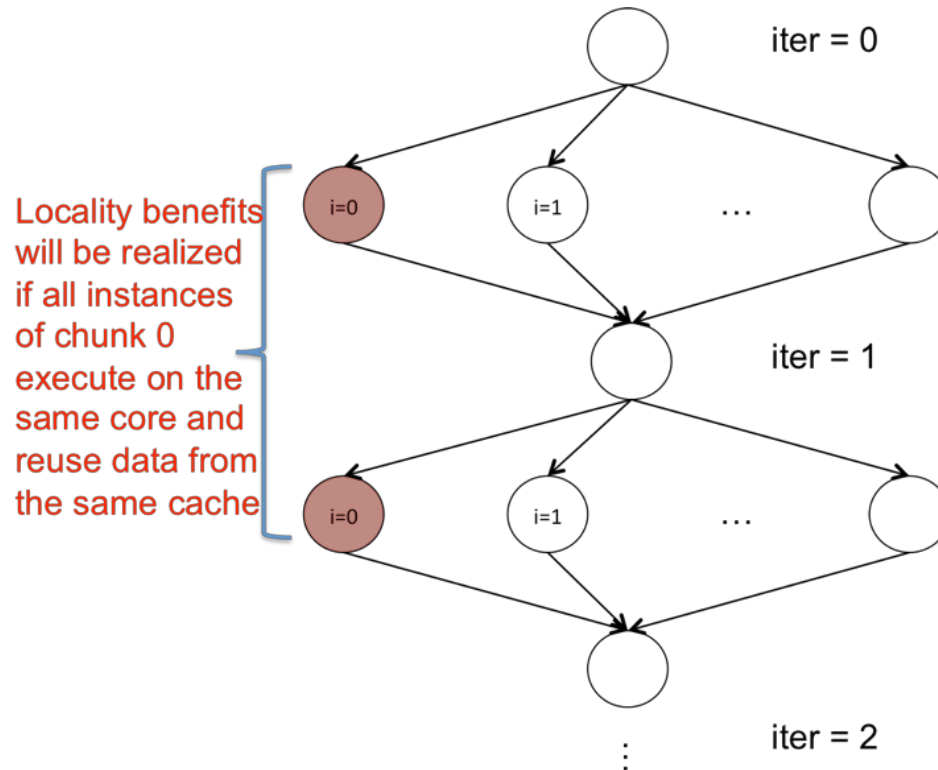 iter = 0
i=0
i=1
...
Locality benefits
will be realized
if all instances
of chunk 0
execute on the
same core and
reuse data from
the same cache
iter = 1
i=0
i=1
...
iter = 2
⋮